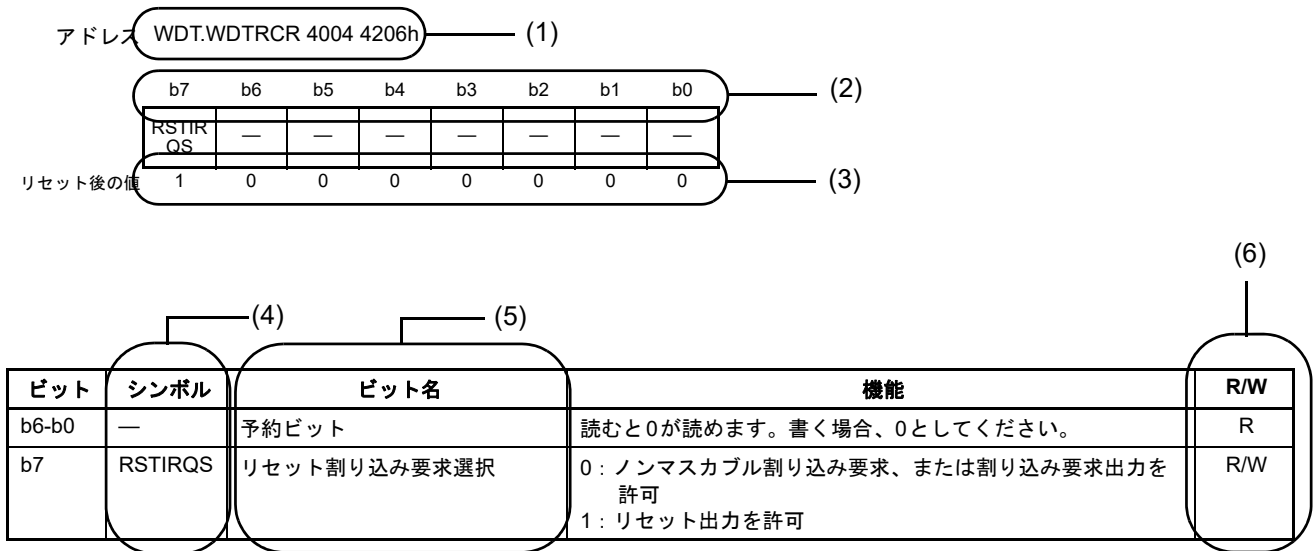 アドレス WDT.WDTRCR 4004 4206h (1)
b7 b6 b5 b4 b3 b2 b1 b0 (2)
RSTIR
QS — — — — — — —
リセット後の値 1 0 0 0 0 0 0 0 (3)
(6)
(4) (5)
ビット シンボル ビット名 機能 R/W
b6-b0 — 予約ビット 読むと0が読めます。書く場合、0としてください。 R
b7 RSTIRQS リセット割り込み要求選択 0：ノンマスカブル割り込み要求、または割り込み要求出力を R/W
許可
1：リセット出力を許可